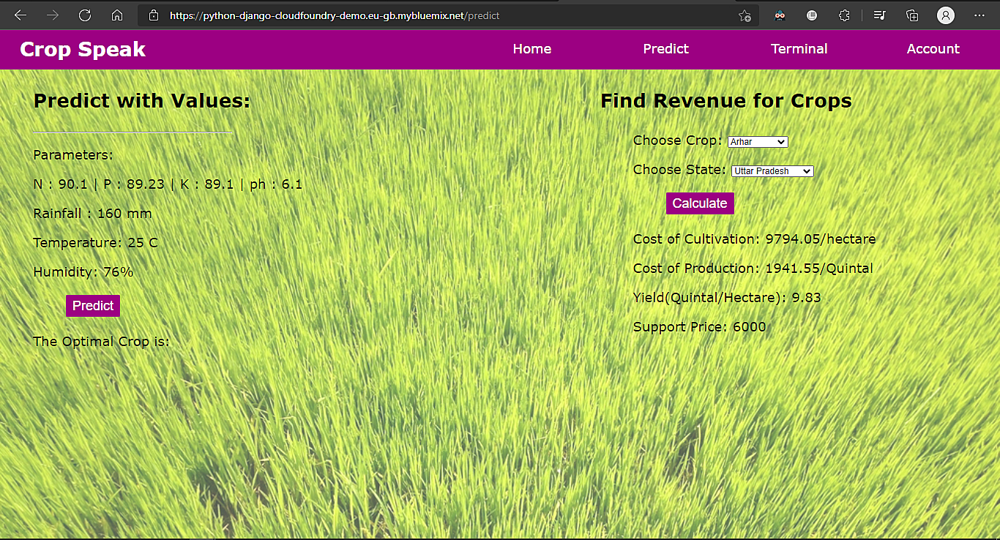 https://python-django-cloudfoundry-demo.eu-gb.mybluemix.net/predict
Crop Speak
Home
Predict
Terminal
Account
Predict with Values:
Parameters:
N : 90.1 | P : 89.23 | K : 89.1 | ph : 6.1
Rainfall : 160 mm
Temperature: 25 C
Humidity: 76%
Predict
The Optimal Crop is:
Find Revenue for Crops
Choose Crop: Arhar
Choose State: Uttar Pradesh
Calculate
Cost of Cultivation: 9794.05/hectare
Cost of Production: 1941.55/Quintal
Yield(Quintal/Hectare): 9.83
Support Price: 6000